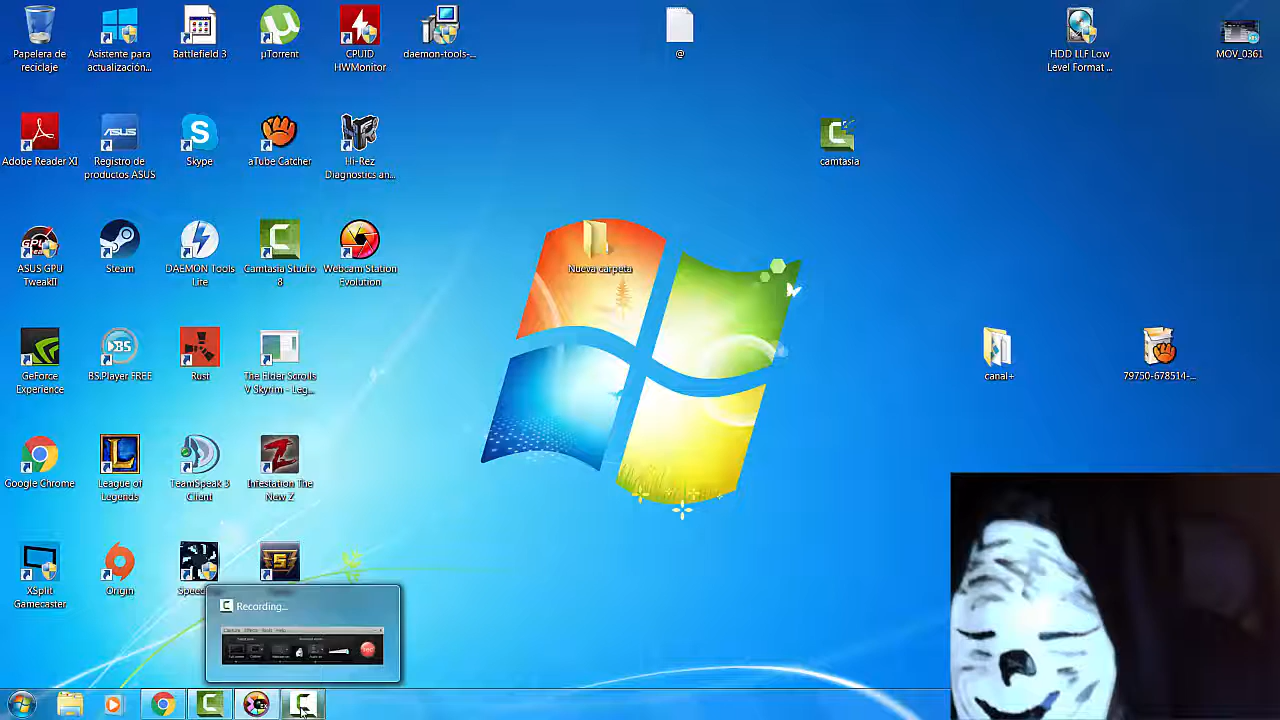 Papelera de
reciclaje
Asistente para
actualización...
Battlefield 3
µTorrent
CPUID
HWMonitor
daemon-tools-...
@
HDD LLF Low
Level Format ...
MOV_0361
Adobe Reader XI
Registro de
productos ASUS
Skype
aTube Catcher
Hi-Rez
Diagnostics an...
camtasia
ASUS GPU
TweakII
Steam
DAEMON Tools
Lite
Camtasia Studio
8
Webcam Station
Evolution
Nueva carpeta
GeForce
Experience
BS.Player FREE
Rust
The Elder Scrolls
V Skyrim - Leg...
canal+
79750-678514-...
Google Chrome
League of
Legends
TeamSpeak 3
Client
Infestation The
New Z
XSplit
Gamecaster
Origin
Recording...